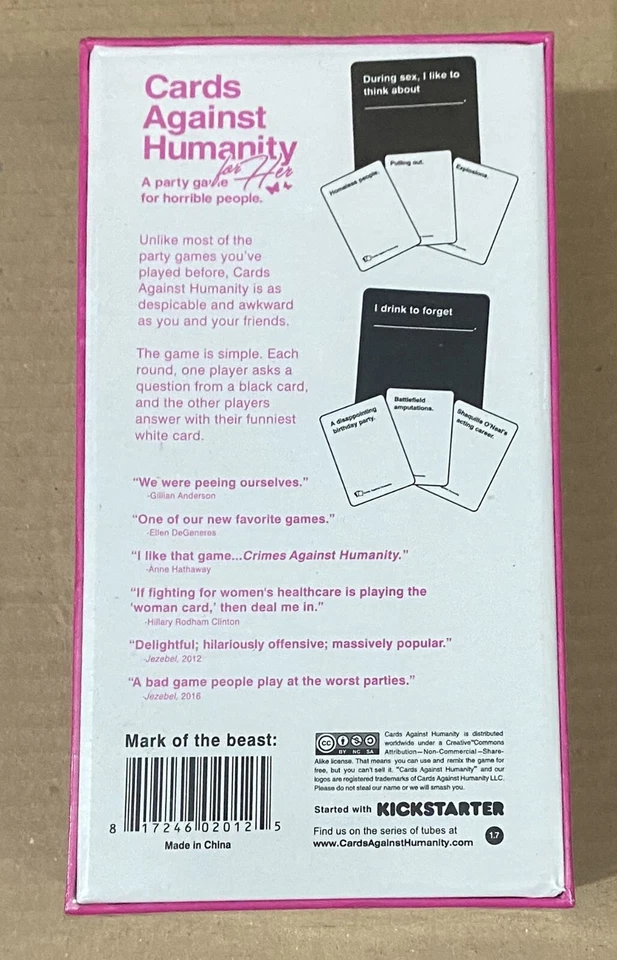 Cards
Against
Humanity
for Her
A party game
for horrible people.
Unlike most of the
party games you've
played before, Cards
Against Humanity is as
despicable and awkward
as you and your friends.
The game is simple. Each
round, one player asks a
question from a black card,
and the other players
answer with their funniest
white card.
During sex, I like to
think about
____________.
Homeless people.
Pulling out.
Explosions.
I drink to forget
____________.
A disappointing
birthday party.
Battlefield
amputations.
Shaquille O'Neal's
acting career.
“We were peeing ourselves.”
-Gillian Anderson
“One of our new favorite games.”
-Ellen DeGeneres
“I like that game...Crimes Against Humanity.”
-Anne Hathaway
“If fighting for women's healthcare is playing the
'woman card,' then deal me in.”
-Hillary Rodham Clinton
“Delightful; hilariously offensive; massively popular.”
-Jezebel, 2012
“A bad game people play at the worst parties.”
-Jezebel, 2016
Mark of the beast:
8 17246 02012 5
Made in China
cc
BY NC SA
Cards Against Humanity is distributed
worldwide under a Creative Commons
Attribution–Non-Commercial–Share-
Alike license. That means you can use and remix the game for
free, but you can't sell it. “Cards Against Humanity” and our
logos are registered trademarks of Cards Against Humanity LLC.
Please do not steal our name or we will smash you.
Started with KICKSTARTER
Find us on the series of tubes at
www.CardsAgainstHumanity.com
1.7